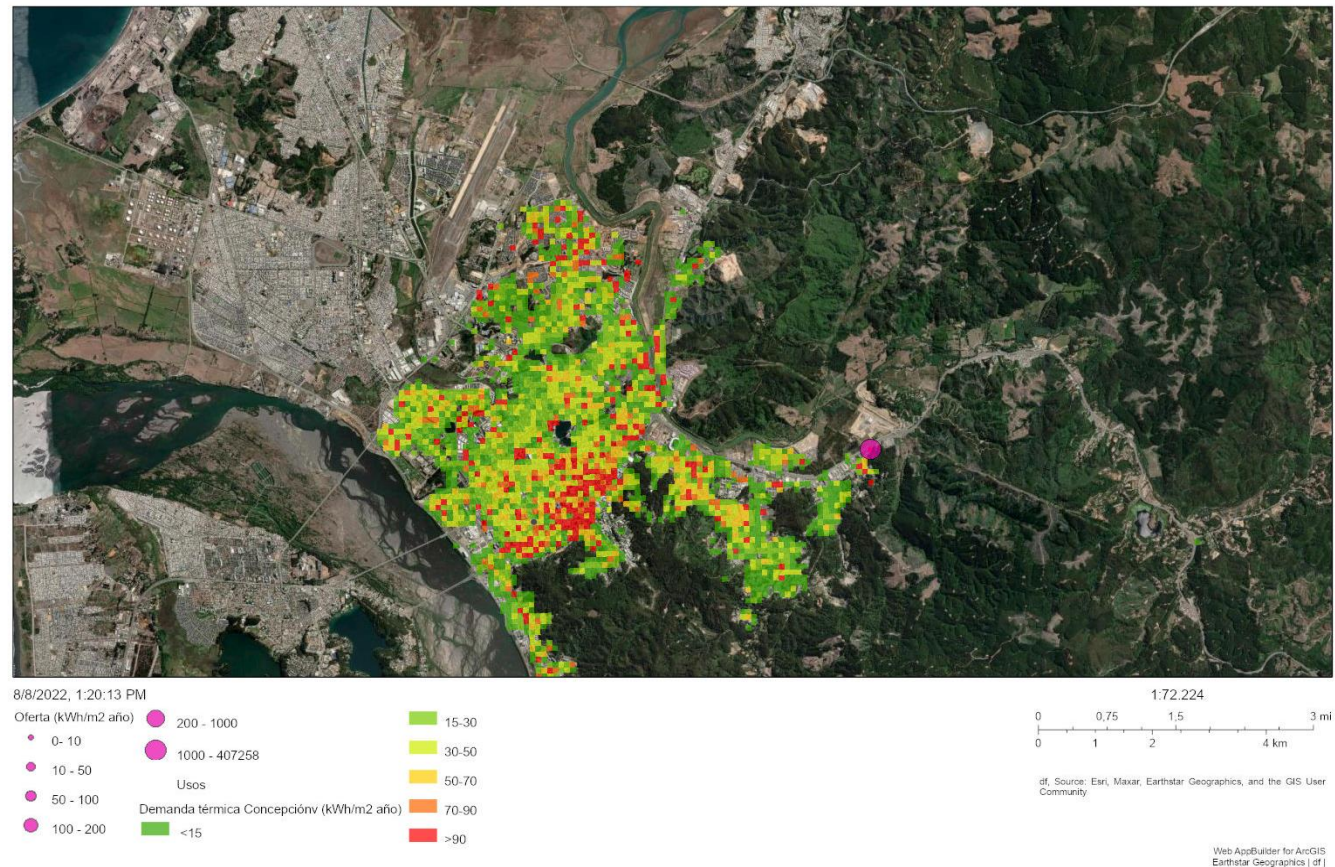 8/8/2022, 1:20:13 PM
Oferta (kWh/m2 año)
0- 10
10 - 50
50 - 100
100 - 200
200 - 1000
1000 - 407258
Usos
Demanda térmica Concepciónv (kWh/m2 año)
<15
15-30
30-50
50-70
70-90
>90
1:72.224
0 0,75 1,5 3 mi
0 1 2 4 km
df, Source: Esri, Maxar, Earthstar Geographics, and the GIS User
Community
Web AppBuilder for ArcGIS
Earthstar Geographics | df |